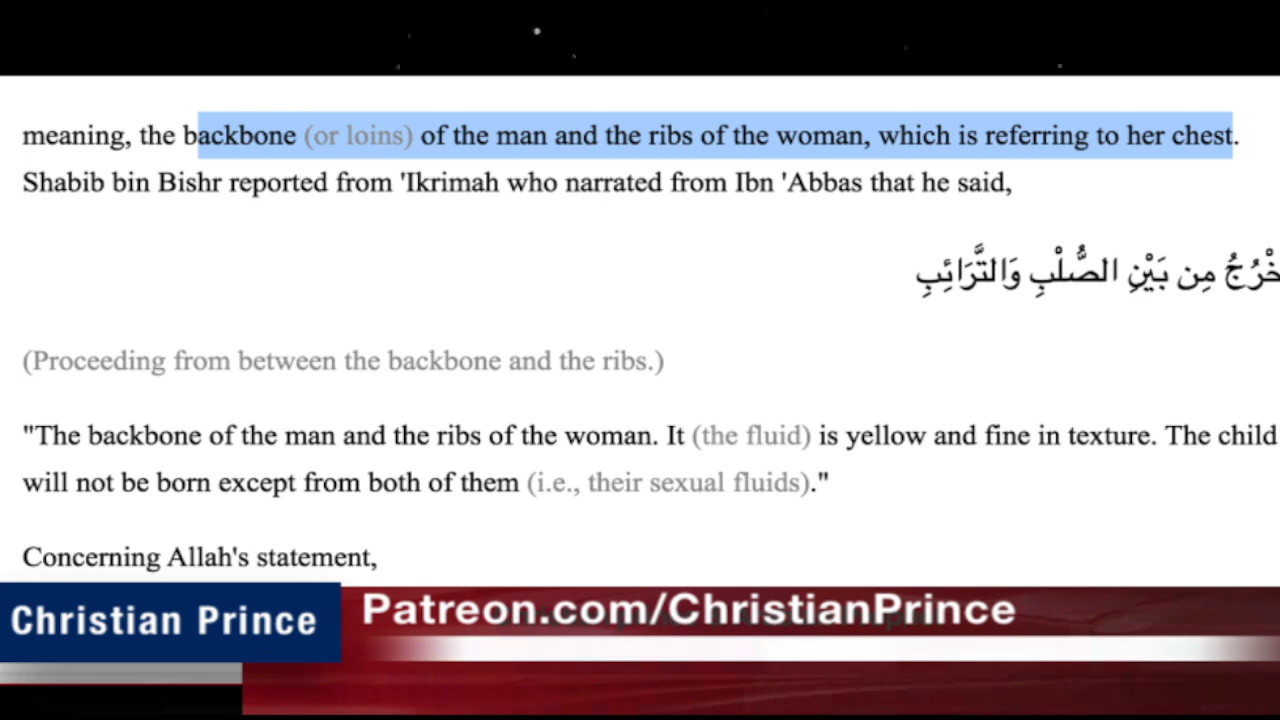 meaning, the backbone (or loins) of the man and the ribs of the woman, which is referring to her chest.
Shabib bin Bishr reported from 'Ikrimah who narrated from Ibn 'Abbas that he said,
مِن بَيْنِ الصُّلْبِ وَالتَّرَائِبِ
(Proceeding from between the backbone and the ribs.)
"The backbone of the man and the ribs of the woman. It (the fluid) is yellow and fine in texture. The child
will not be born except from both of them (i.e., their sexual fluids)."
Concerning Allah's statement,
Christian Prince
Patreon.com/ChristianPrince